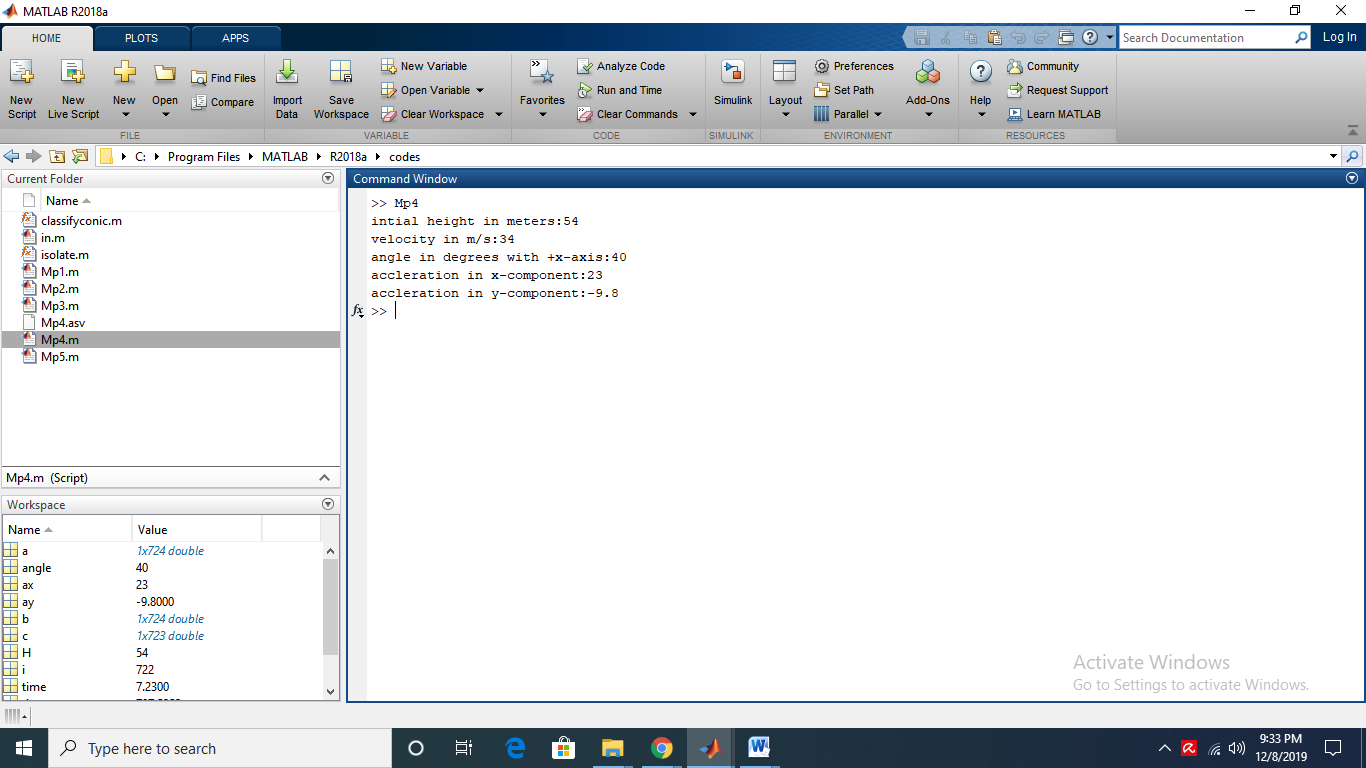 MATLAB R2018a
HOME PLOTS APPS
Search Documentation
Log In
New Script
New Live Script
New
Open
Find Files
Compare
Import Data
Save Workspace
New Variable
Open Variable
Clear Workspace
Favorites
Analyze Code
Run and Time
Clear Commands
Simulink
Layout
Preferences
Set Path
Parallel
Add-Ons
Help
Community
Request Support
Learn MATLAB
FILE VARIABLE CODE SIMULINK ENVIRONMENT RESOURCES
C: Program Files MATLAB R2018a codes
Current Folder
Name
classifyconic.m
in.m
isolate.m
Mp1.m
Mp2.m
Mp3.m
Mp4.asv
Mp4.m
Mp5.m
Mp4.m (Script)
Workspace
Name Value
a 1x724 double
angle 40
ax 23
ay -9.8000
b 1x724 double
c 1x723 double
H 54
i 722
time 7.2300
Command Window
>> Mp4
intial height in meters:54
velocity in m/s:34
angle in degrees with +x-axis:40
accleration in x-component:23
accleration in y-component:-9.8
fx >>
Activate Windows
Go to Settings to activate Windows.
Type here to search
9:33 PM
12/8/2019